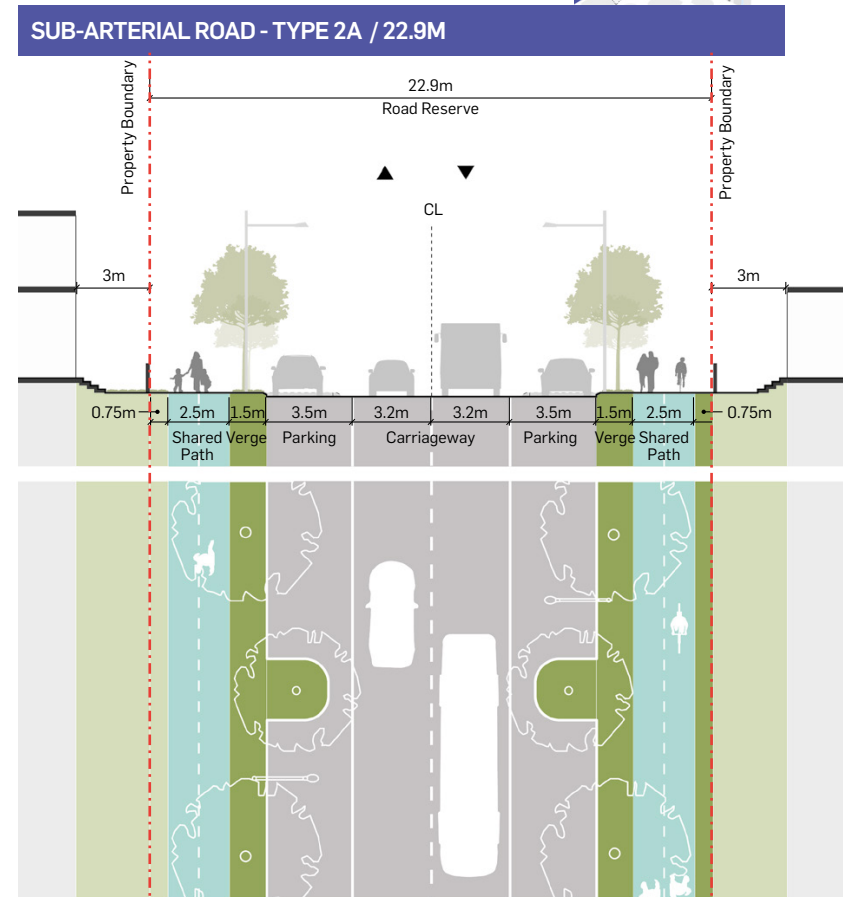 SUB-ARTERIAL ROAD - TYPE 2A / 22.9M
Property Boundary
22.9m
Road Reserve
Property Boundary
CL
3m
3m
0.75m
2.5m
1.5m
3.5m
3.2m
3.2m
3.5m
1.5m
2.5m
0.75m
Shared
Path
Verge
Parking
Carriageway
Parking
Verge
Shared
Path